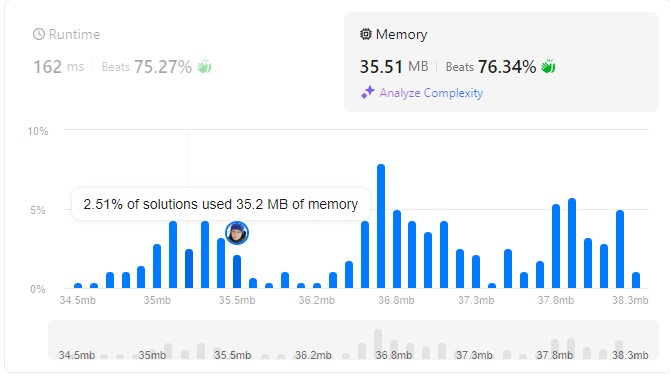 Runtime
162 ms | Beats 75.27%
Memory
35.51 MB | Beats 76.34%
Analyze Complexity
10%
2.51% of solutions used 35.2 MB of memory
5%
0%
34.5mb 35mb 35.5mb 36.2mb 36.8mb 37.3mb 37.8mb 38.3mb
34.5mb 35mb 35.5mb 36.2mb 36.8mb 37.3mb 37.8mb 38.3mb